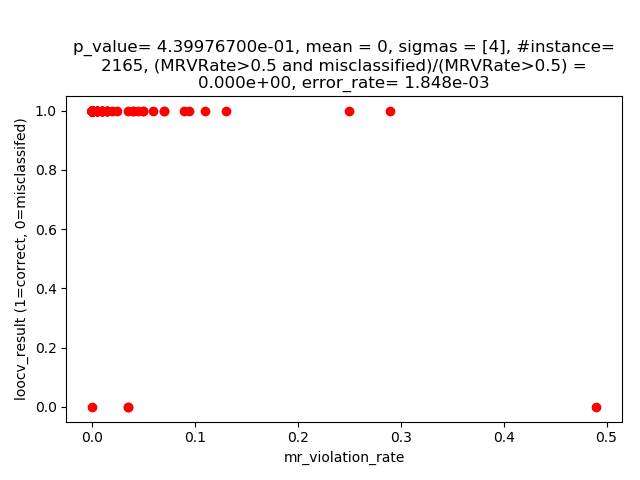 p_value= 4.39976700e-01, mean = 0, sigmas = [4], #instance=
2165, (MRVRate>0.5 and misclassified)/(MRVRate>0.5) =
0.000e+00, error_rate= 1.848e-03
1.0
0.8
0.6
0.4
0.2
0.0
loocv_result (1=correct, 0=misclassifed)
0.0 0.1 0.2 0.3 0.4 0.5
mr_violation_rate